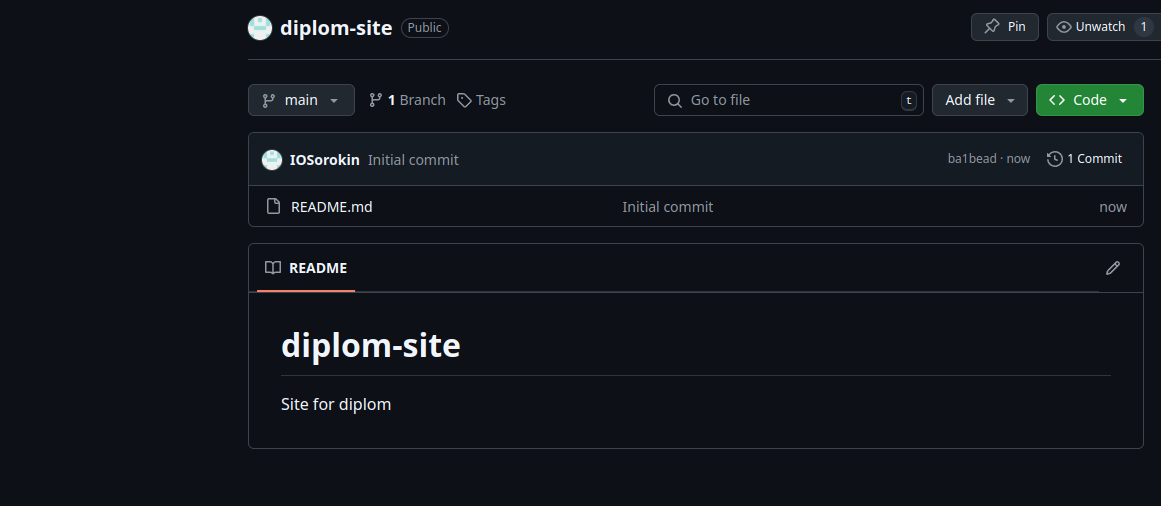 diplom-site Public Pin Unwatch 1
main 1 Branch Tags Go to file t Add file Code
IOSorokin Initial commit ba1bead · now 1 Commit
README.md Initial commit now
README
diplom-site
Site for diplom